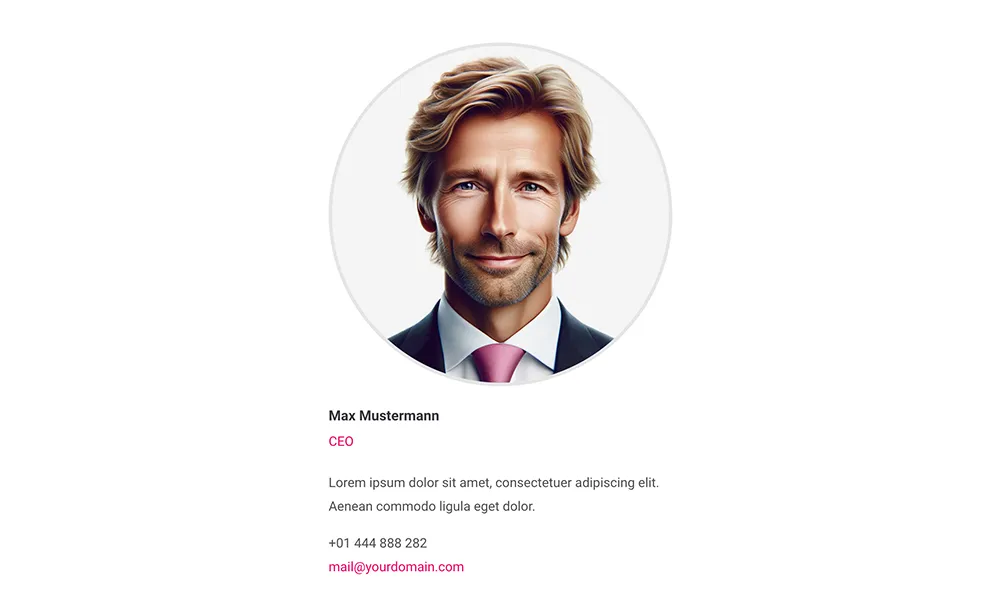 Max Mustermann
CEO
Lorem ipsum dolor sit amet, consectetuer adipiscing elit.
Aenean commodo ligula eget dolor.
+01 444 888 282
mail@yourdomain.com